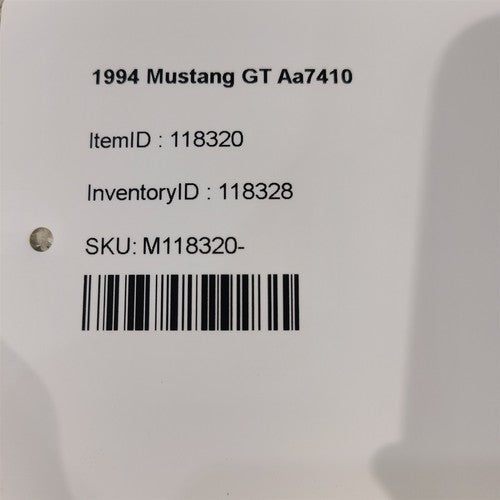 1994 Mustang GT Aa7410
ItemID : 118320
InventoryID : 118328
SKU: M118320-